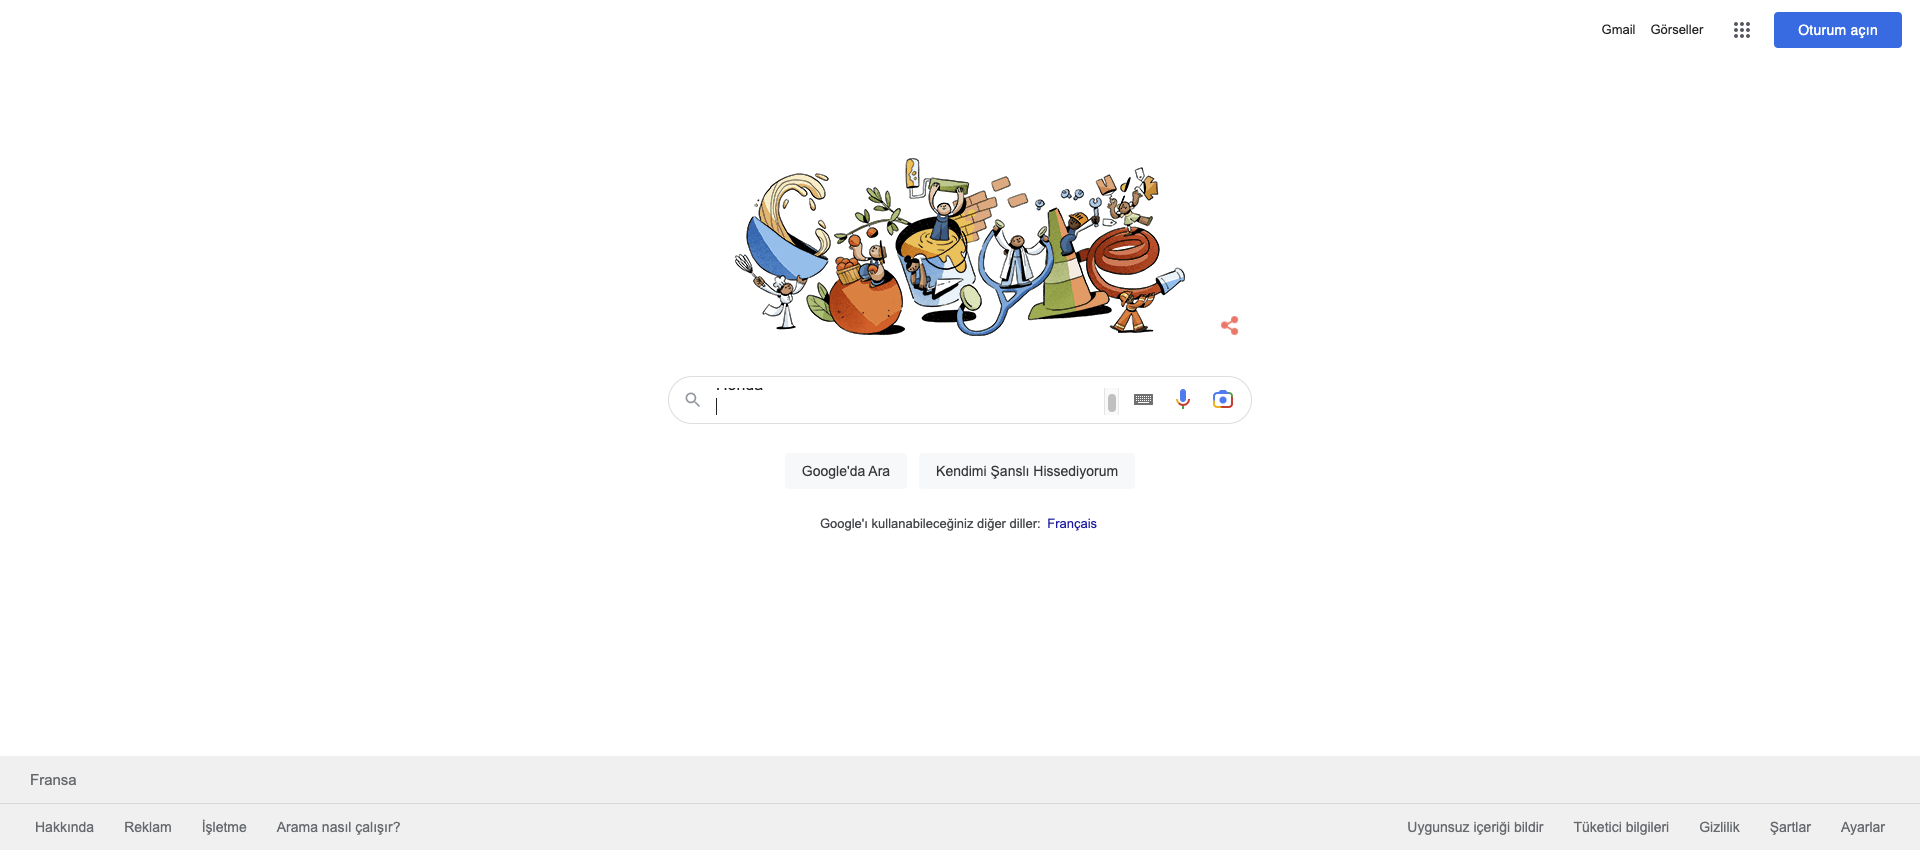 Gmail Görseller Oturum açın
Honda
Google'da Ara Kendimi Şanslı Hissediyorum
Google'ı kullanabileceğiniz diğer diller: Français
Fransa
Hakkında Reklam İşletme Arama nasıl çalışır? Uygunsuz içeriği bildir Tüketici bilgileri Gizlilik Şartlar Ayarlar